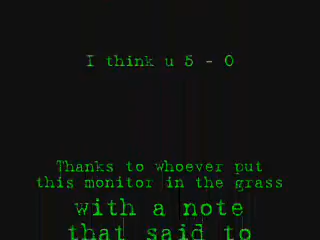 I think u 5 - 0
Thanks to whoever put
this monitor in the grass
with a note
that said to